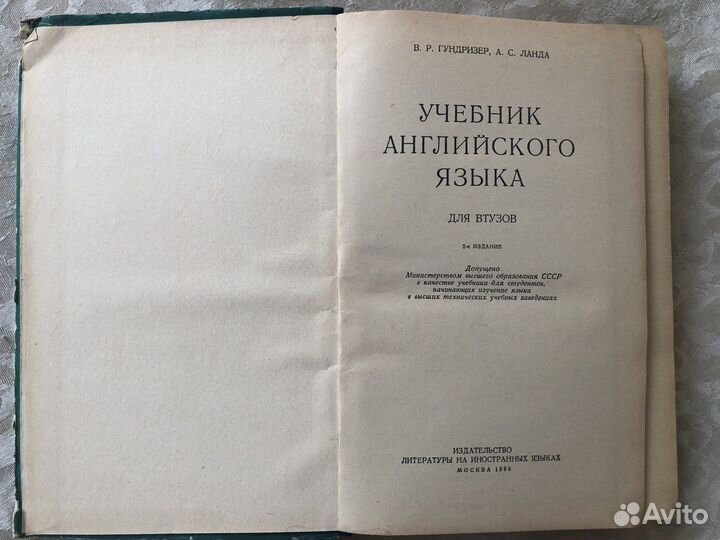 В. Р. ГУНДРИЗЕР, А. С. ЛАНДА
УЧЕБНИК
АНГЛИЙСКОГО
ЯЗЫКА
ДЛЯ ВТУЗОВ
2-е ИЗДАНИЕ
Допущено
Министерством высшего образования СССР
в качестве учебника для студентов,
начинающих изучение языка
в высших технических учебных заведениях
ИЗДАТЕЛЬСТВО
ЛИТЕРАТУРЫ НА ИНОСТРАННЫХ ЯЗЫКАХ
МОСКВА 1960
Avito